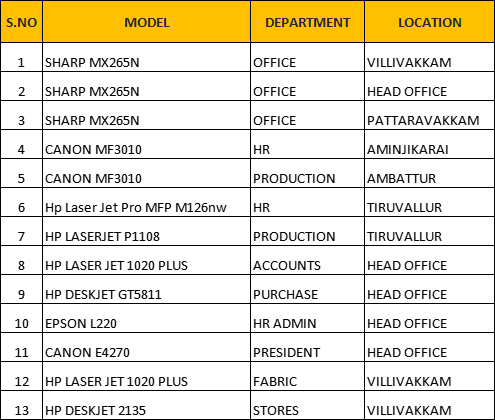 S.NO MODEL DEPARTMENT LOCATION
1 SHARP MX265N OFFICE VILLIVAKKAM
2 SHARP MX265N OFFICE HEAD OFFICE
3 SHARP MX265N OFFICE PATTARAVAKKAM
4 CANON MF3010 HR AMINJIKARAI
5 CANON MF3010 PRODUCTION AMBATTUR
6 Hp Laser Jet Pro MFP M126nw HR TIRUVALLUR
7 HP LASERJET P1108 PRODUCTION TIRUVALLUR
8 HP LASER JET 1020 PLUS ACCOUNTS HEAD OFFICE
9 HP DESKJET GT5811 PURCHASE HEAD OFFICE
10 EPSON L220 HR ADMIN HEAD OFFICE
11 CANON E4270 PRESIDENT HEAD OFFICE
12 HP LASER JET 1020 PLUS FABRIC VILLIVAKKAM
13 HP DESKJET 2135 STORES VILLIVAKKAM